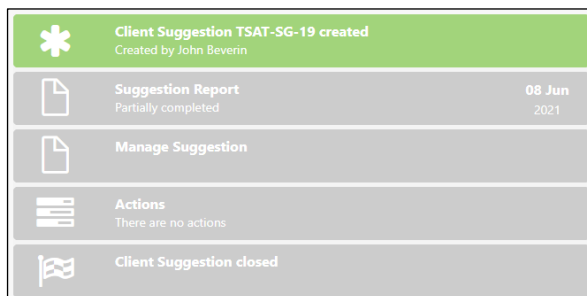 Client Suggestion TSAT-SG-19 created
Created by John Beverin
Suggestion Report
08 Jun
Partially completed
2021
Manage Suggestion
Actions
There are no actions
Client Suggestion closed